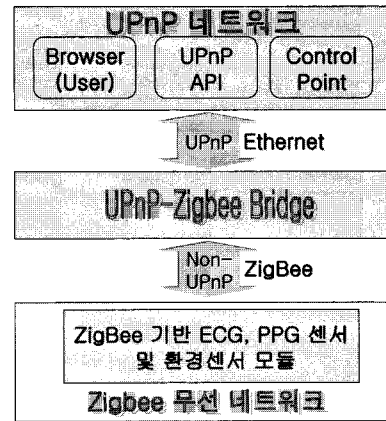 UPnP 네트워크
Browser
(User)
UPnP
API
Control
Point
UPnP Ethernet
UPnP-Zigbee Bridge
Non-
UPnP
ZigBee
ZigBee 기반 ECG, PPG 센서
및 환경센서 모듈
Zigbee 무선 네트워크